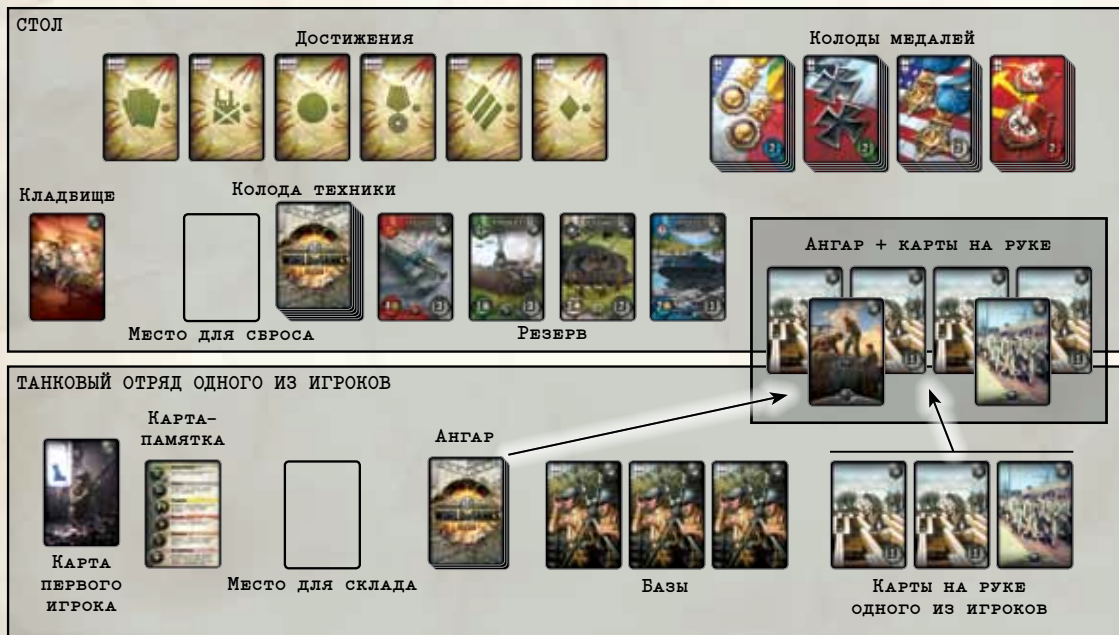 СТОЛ
Достижения
Колоды медалей
Кладбище
Колода техники
Ангар + карты на руке
Место для сброса
Резерв
ТАНКОВЫЙ ОТРЯД ОДНОГО ИЗ ИГРОКОВ
Карта-
памятка
Ангар
Карта
первого
игрока
Место для склада
Базы
Карты на руке
одного из игроков